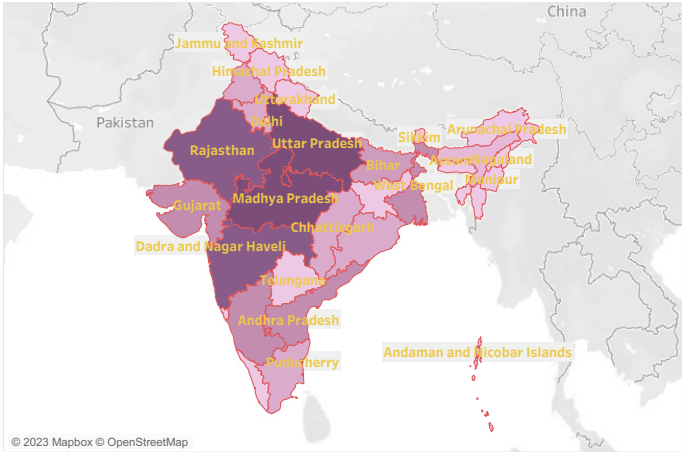 China
Jammu and Kashmir
Himachal Pradesh
Uttarakhand
Pakistan
Delhi
Arunachal Pradesh
Sikkim
Uttar Pradesh
Rajasthan
Bihar
Assam
Nagaland
Manipur
West Bangal
Madhya Pradesh
Gujarat
Chhattisgarh
Dadra and Nagar Haveli
Telangana
Andhra Pradesh
Andaman and Nicobar Islands
Puducherry
© 2023 Mapbox © OpenStreetMap